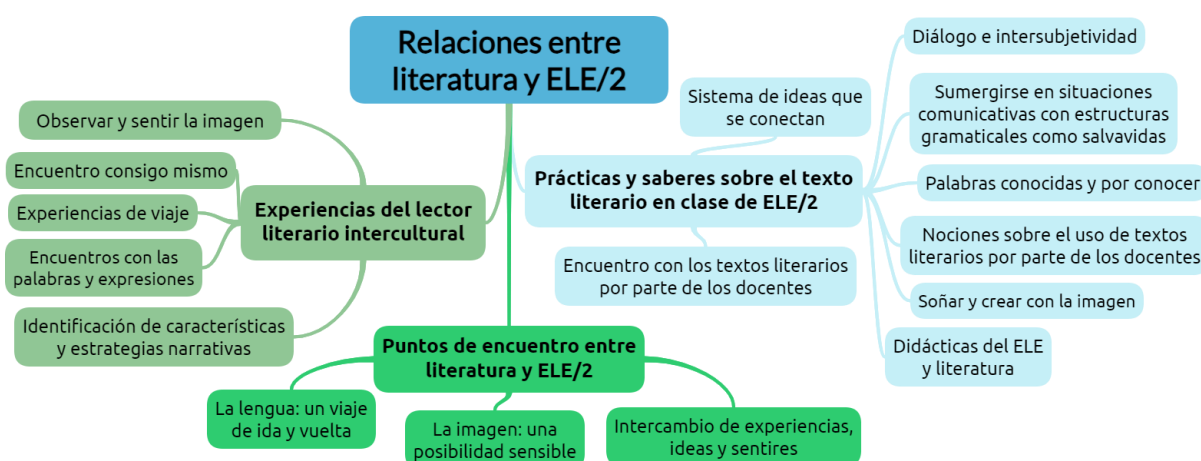 Relaciones entre
literatura y ELE/2
Observar y sentir la imagen
Encuentro consigo mismo
Experiencias de viaje
Encuentros con las
palabras y expresiones
Identificación de características
y estrategias narrativas
Experiencias del lector
literario intercultural
Sistema de ideas que
se conectan
Prácticas y saberes sobre el texto
literario en clase de ELE/2
Encuentro con los textos literarios
por parte de los docentes
Diálogo e intersubjetividad
Sumergirse en situaciones
comunicativas con estructuras
gramaticales como salvavidas
Palabras conocidas y por conocer
Nociones sobre el uso de textos
literarios por parte de los docentes
Soñar y crear con la imagen
Didácticas del ELE
y literatura
Puntos de encuentro entre
literatura y ELE/2
La lengua: un viaje
de ida y vuelta
La imagen: una
posibilidad sensible
Intercambio de experiencias,
ideas y sentires